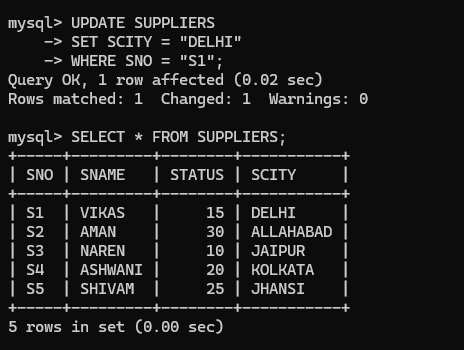 mysql> UPDATE SUPPLIERS
    -> SET SCITY = "DELHI"
    -> WHERE SNO = "S1";
Query OK, 1 row affected (0.02 sec)
Rows matched: 1  Changed: 1  Warnings: 0

mysql> SELECT * FROM SUPPLIERS;
+-----+---------+--------+-----------+
| SNO | SNAME   | STATUS | SCITY     |
+-----+---------+--------+-----------+
| S1  | VIKAS   |     15 | DELHI     |
| S2  | AMAN    |     30 | ALLAHABAD |
| S3  | NAREN   |     10 | JAIPUR    |
| S4  | ASHWANI |     20 | KOLKATA   |
| S5  | SHIVAM  |     25 | JHANSI    |
+-----+---------+--------+-----------+
5 rows in set (0.00 sec)